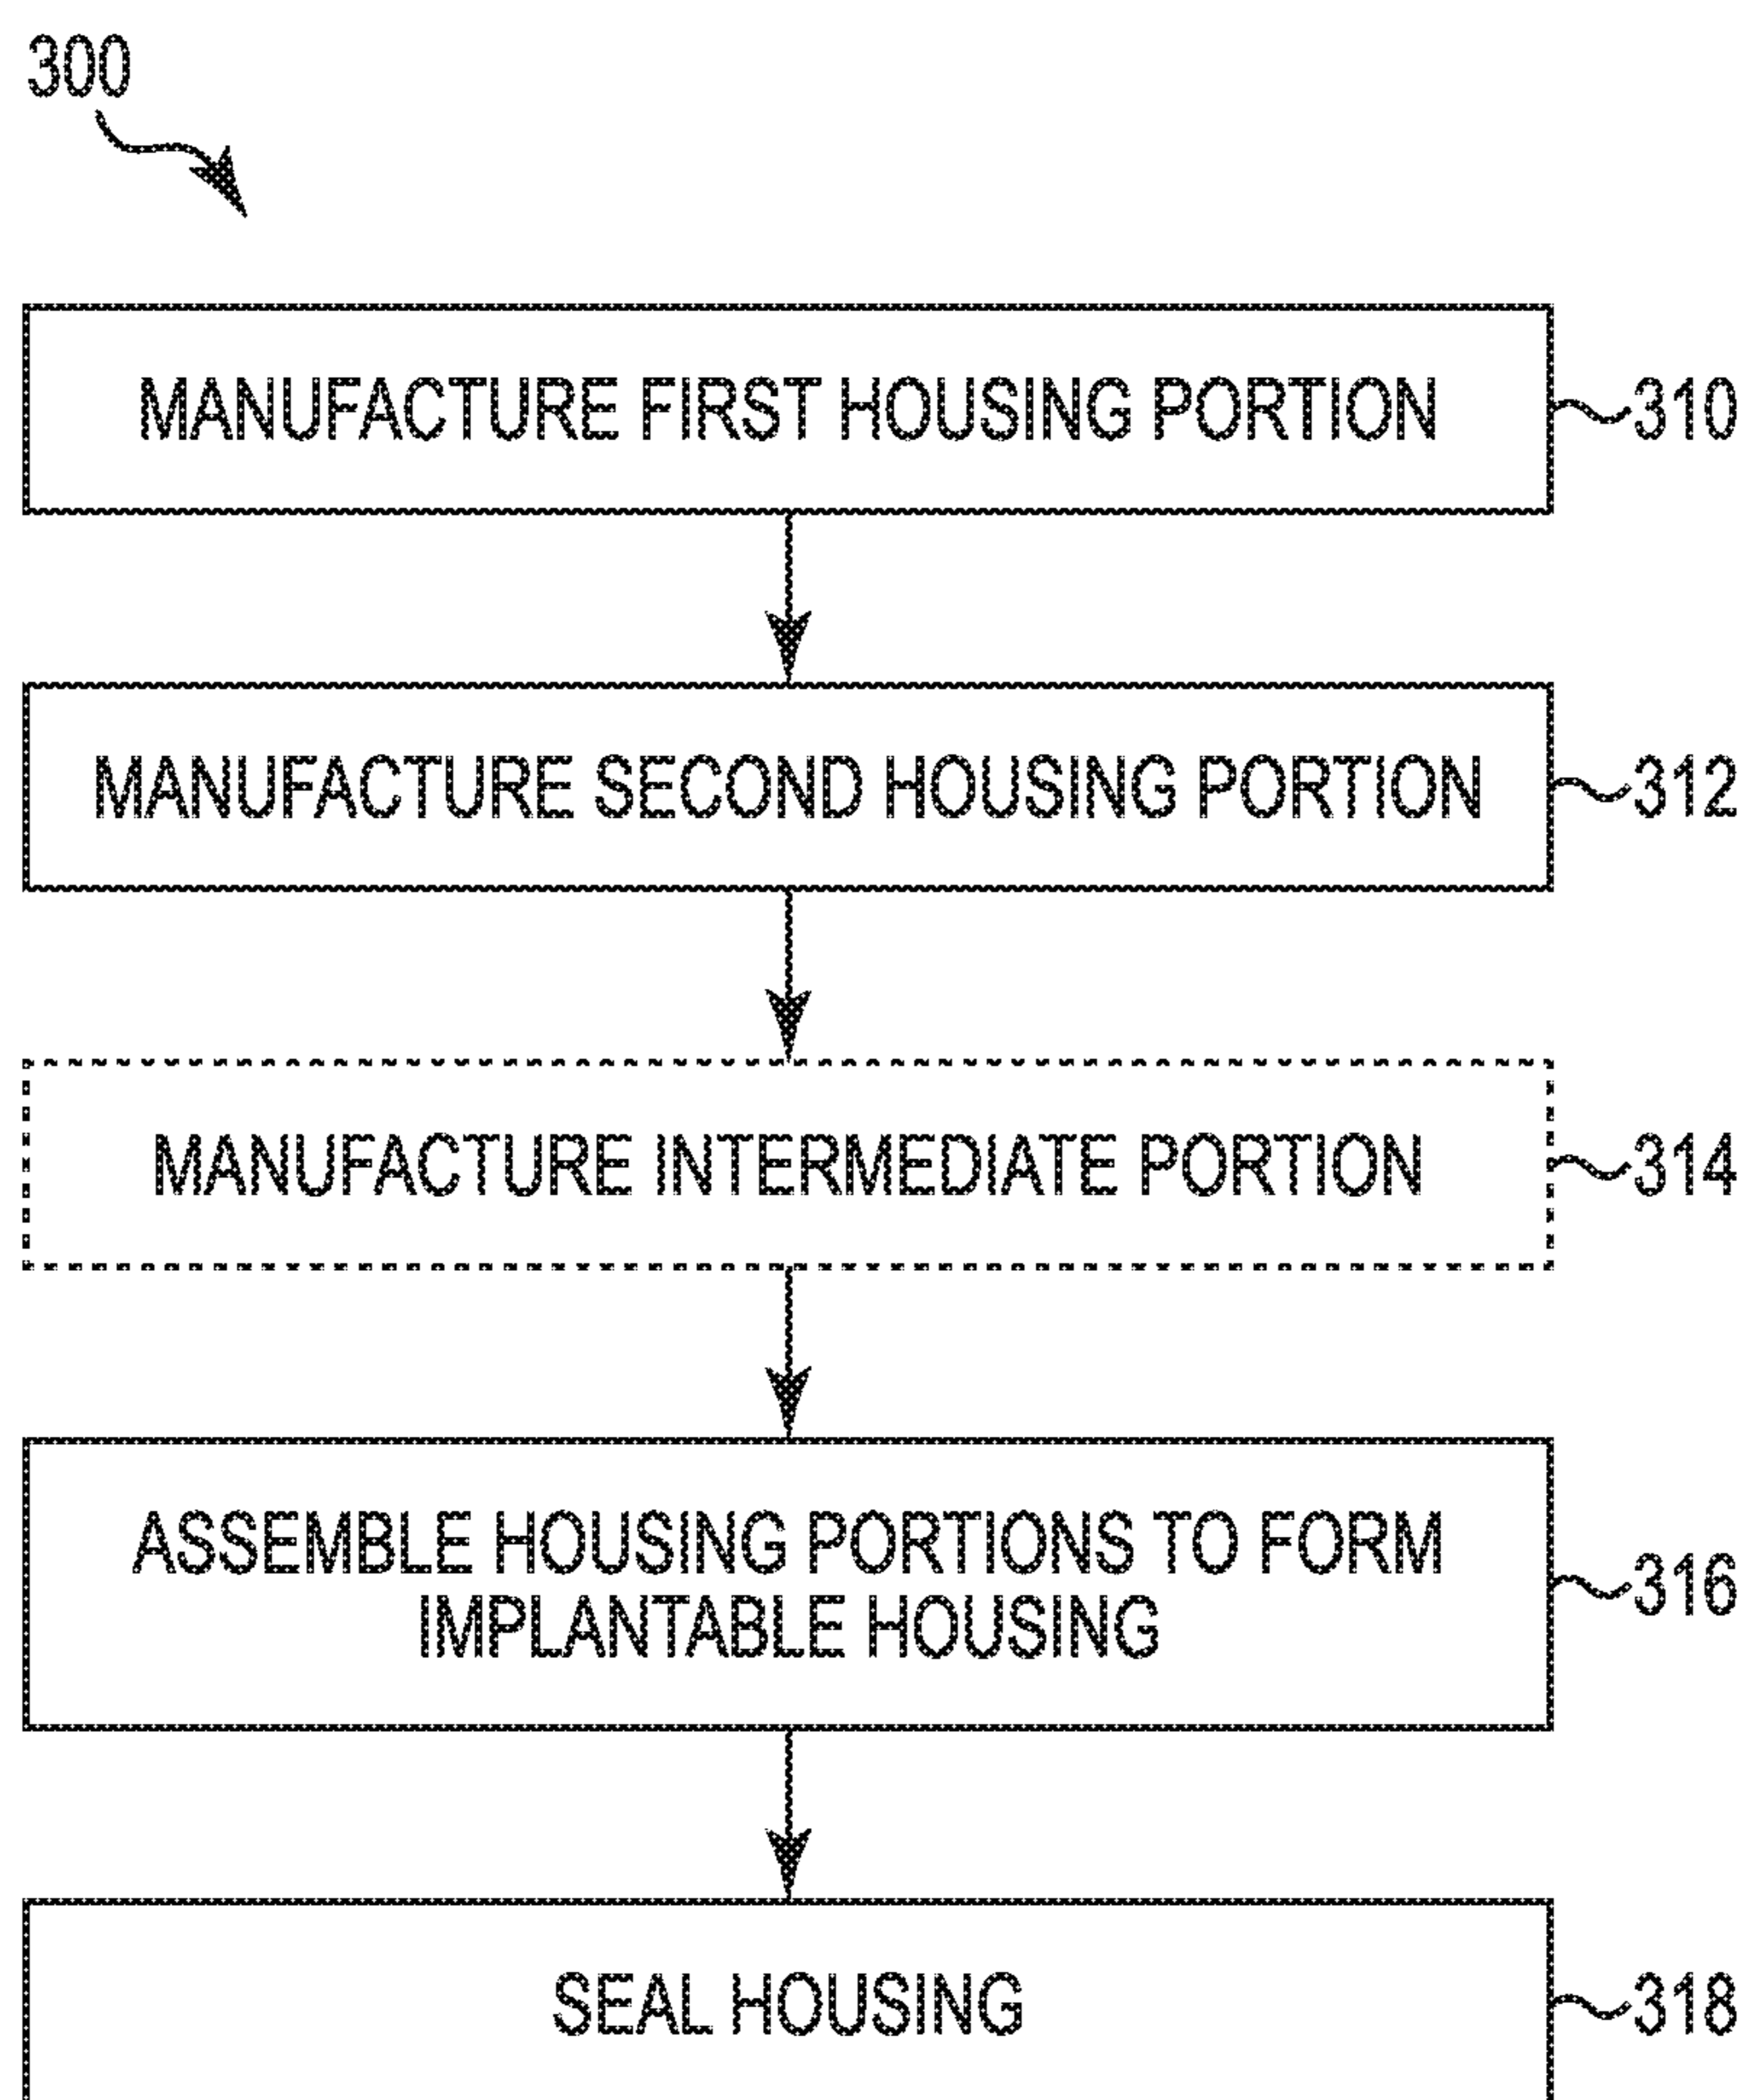 300
MANUFACTURE FIRST HOUSING PORTION
310
MANUFACTURE SECOND HOUSING PORTION
312
MANUFACTURE INTERMEDIATE PORTION
314
ASSEMBLE HOUSING PORTIONS TO FORM
IMPLANTABLE HOUSING
316
SEAL HOUSING
318